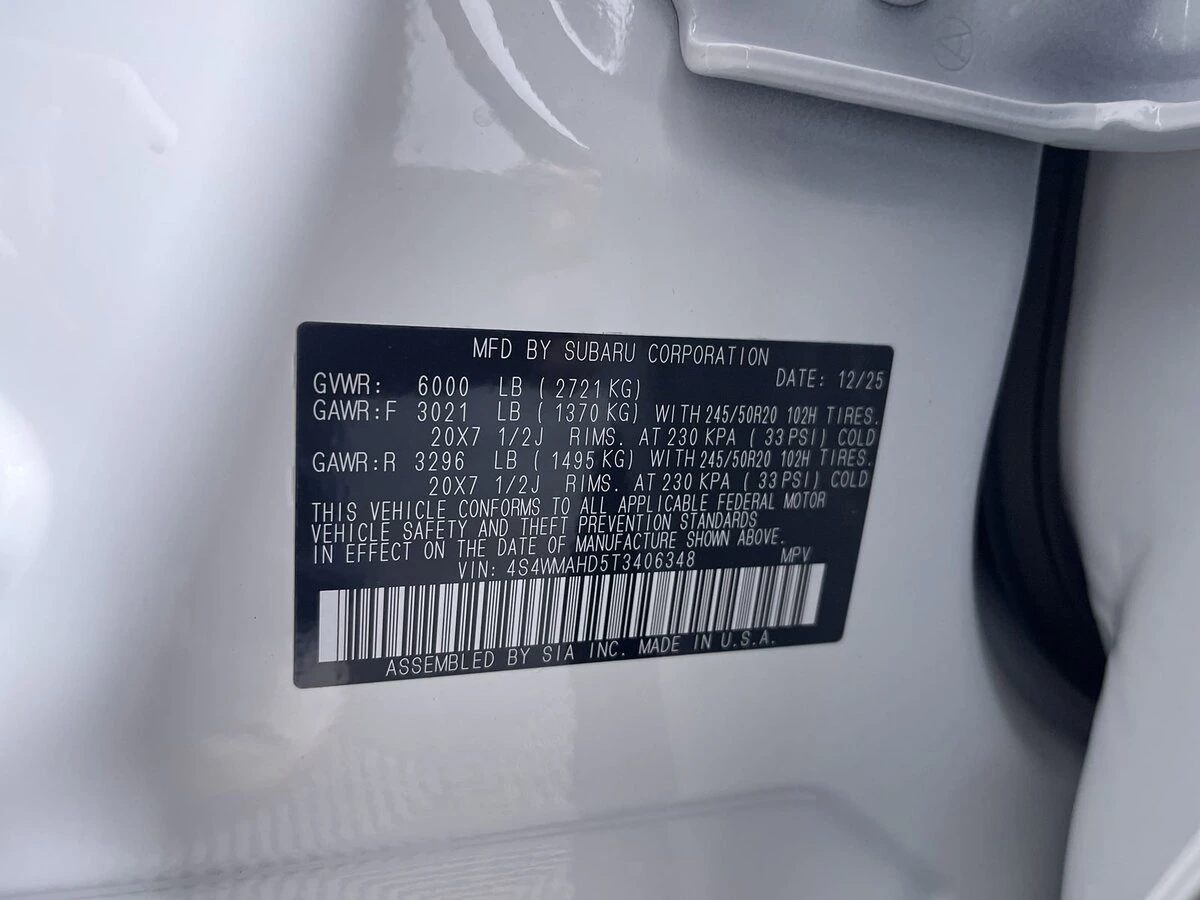 MFD BY SUBARU CORPORATION
DATE: 12/25
GVWR: 6000 LB ( 2721 KG)
GAWR:F 3021 LB ( 1370 KG) WITH 245/50R20 102H TIRES.
20X7 1/2J RIMS. AT 230 KPA ( 33 PSI) COLD
GAWR:R 3296 LB ( 1495 KG) WITH 245/50R20 102H TIRES.
20X7 1/2J RIMS. AT 230 KPA ( 33 PSI) COLD
THIS VEHICLE CONFORMS TO ALL APPLICABLE FEDERAL MOTOR
VEHICLE SAFETY AND THEFT PREVENTION STANDARDS
IN EFFECT ON THE DATE OF MANUFACTURE SHOWN ABOVE.
VIN: 4S4WMAHD5T3406348 MPV
ASSEMBLED BY SIA INC. MADE IN U.S.A.